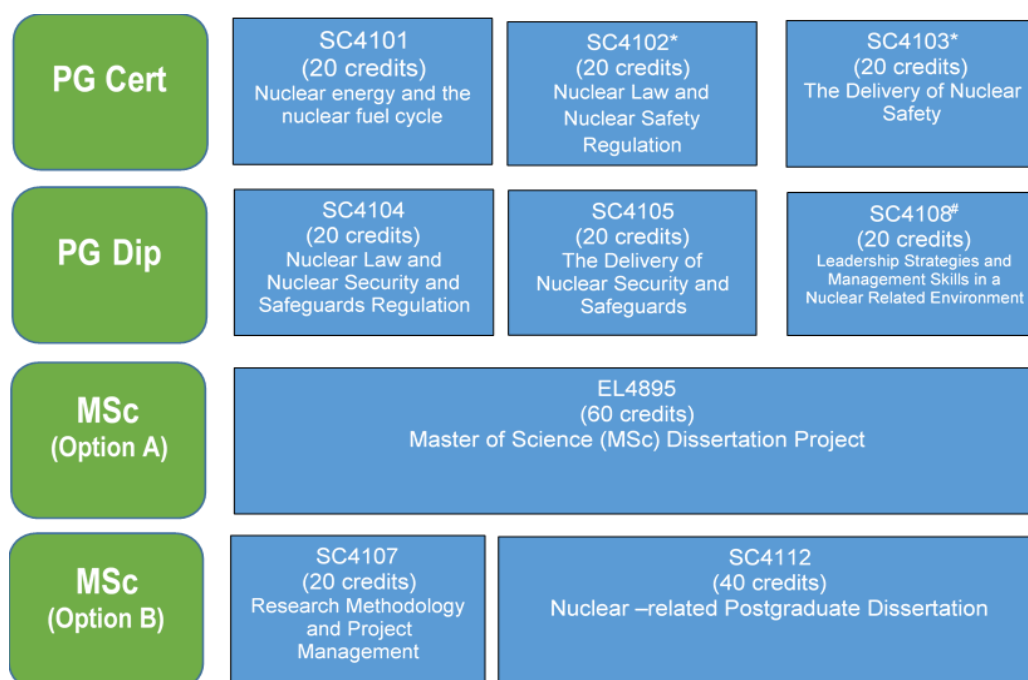 PG Cert
SC4101
(20 credits)
Nuclear energy and the
nuclear fuel cycle
SC4102*
(20 credits)
Nuclear Law and
Nuclear Safety
Regulation
SC4103*
(20 credits)
The Delivery of Nuclear
Safety
PG Dip
SC4104
(20 credits)
Nuclear Law and
Nuclear Security and
Safeguards Regulation
SC4105
(20 credits)
The Delivery of
Nuclear Security and
Safeguards
SC4108#
(20 credits)
Leadership Strategies and
Management Skills in a
Nuclear Related Environment
MSc
(Option A)
EL4895
(60 credits)
Master of Science (MSc) Dissertation Project
MSc
(Option B)
SC4107
(20 credits)
Research Methodology
and Project
Management
SC4112
(40 credits)
Nuclear –related Postgraduate Dissertation